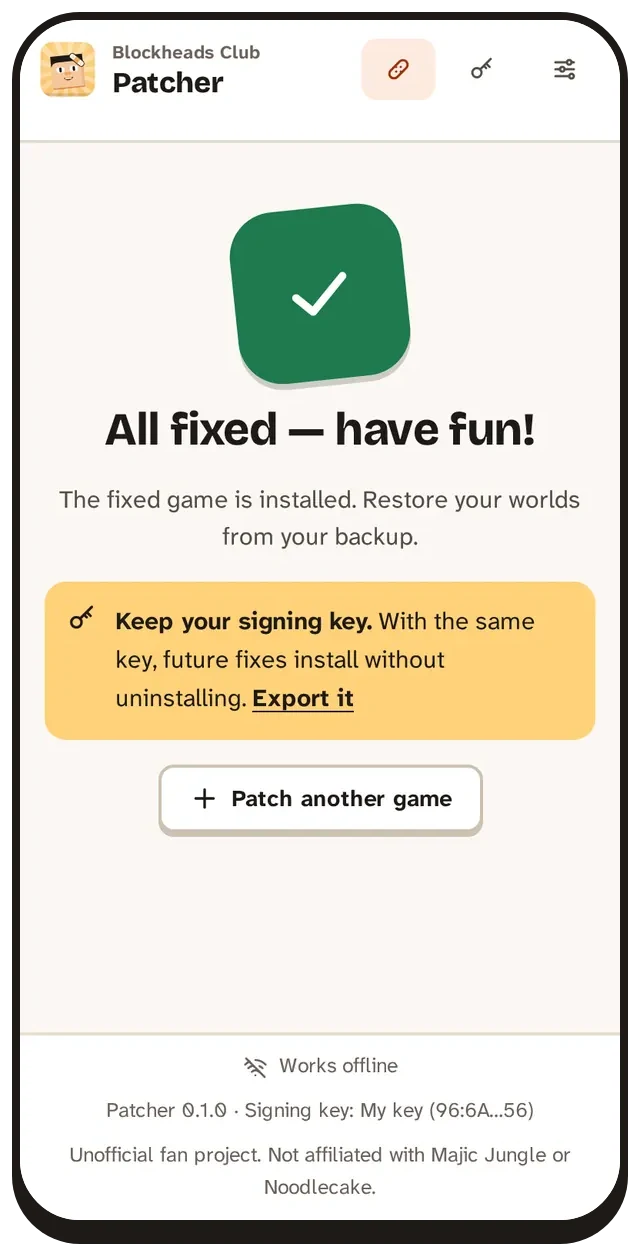 Blockheads Club
Patcher
All fixed — have fun!
The fixed game is installed. Restore your worlds
from your backup.
Keep your signing key. With the same
key, future fixes install without
uninstalling. Export it
Patch another game
Works offline
Patcher 0.1.0 · Signing key: My key (96:6A…56)
Unofficial fan project. Not affiliated with Majic Jungle or
Noodlecake.